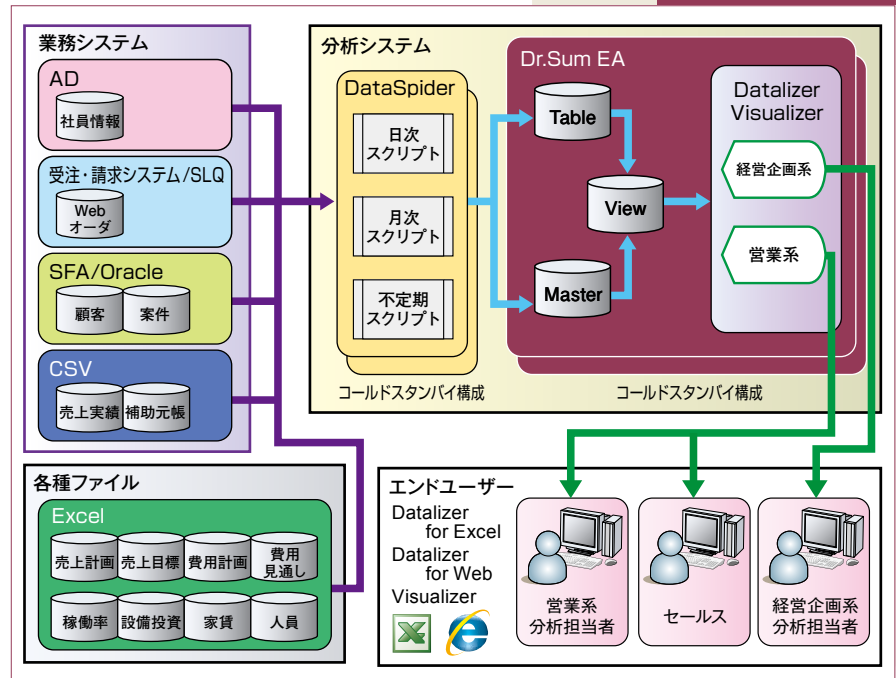 業務システム
AD
社員情報
受注・請求システム/SLQ
Web
オーダ
SFA/Oracle
顧客
案件
CSV
売上実績
補助元帳
各種ファイル
Excel
売上計画
売上目標
費用計画
費用
見通し
稼働率
設備投資
家賃
人員
分析システム
DataSpider
日次
スクリプト
月次
スクリプト
不定期
スクリプト
コールドスタンバイ構成
Dr.Sum EA
Table
View
Master
Datalizer
Visualizer
経営企画系
営業系
コールドスタンバイ構成
エンドユーザー
Datalizer
for Excel
Datalizer
for Web
Visualizer
営業系
分析担当者
セールス
経営企画系
分析担当者